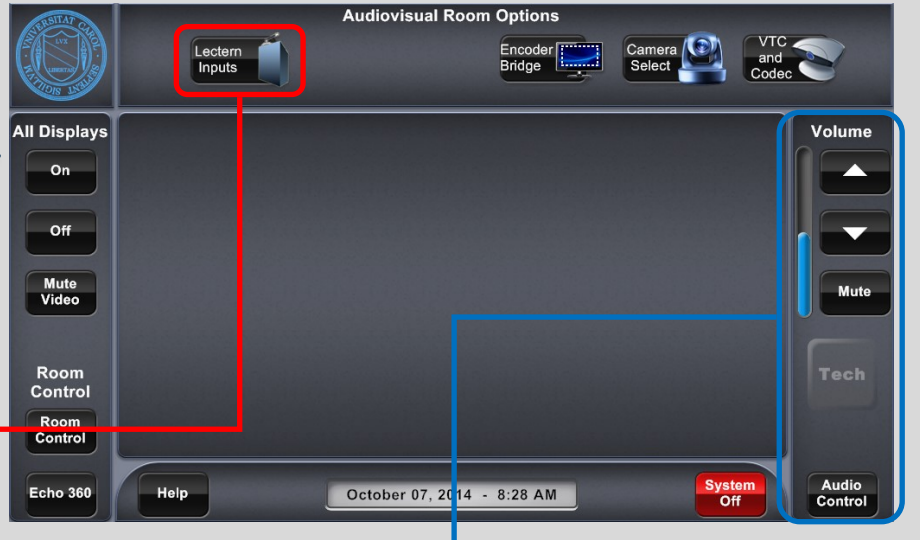 Audiovisual Room Options
Lectern
Inputs
Encoder
Bridge
Camera
Select
VTC
and
Codec
LUX
LIBERTAS
All Displays
On
Off
Mute
Video
Room
Control
Room
Control
Echo 360
Volume
Mute
Tech
Audio
Control
Help
October 07, 2014 - 8:28 AM
System
Off